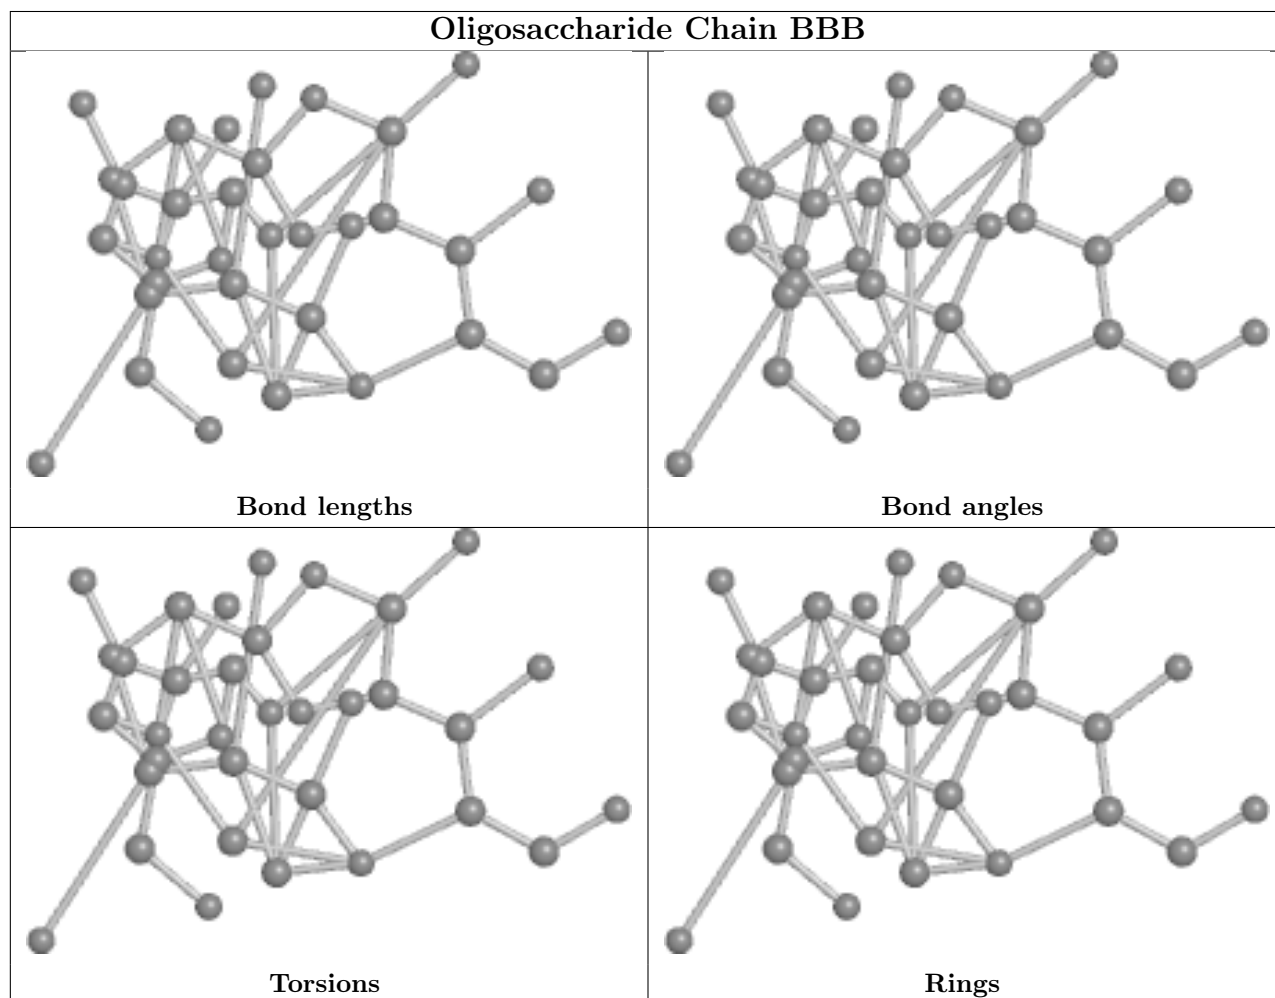 Oligosaccharide Chain BBB
Bond lengths
Bond angles
Torsions
Rings